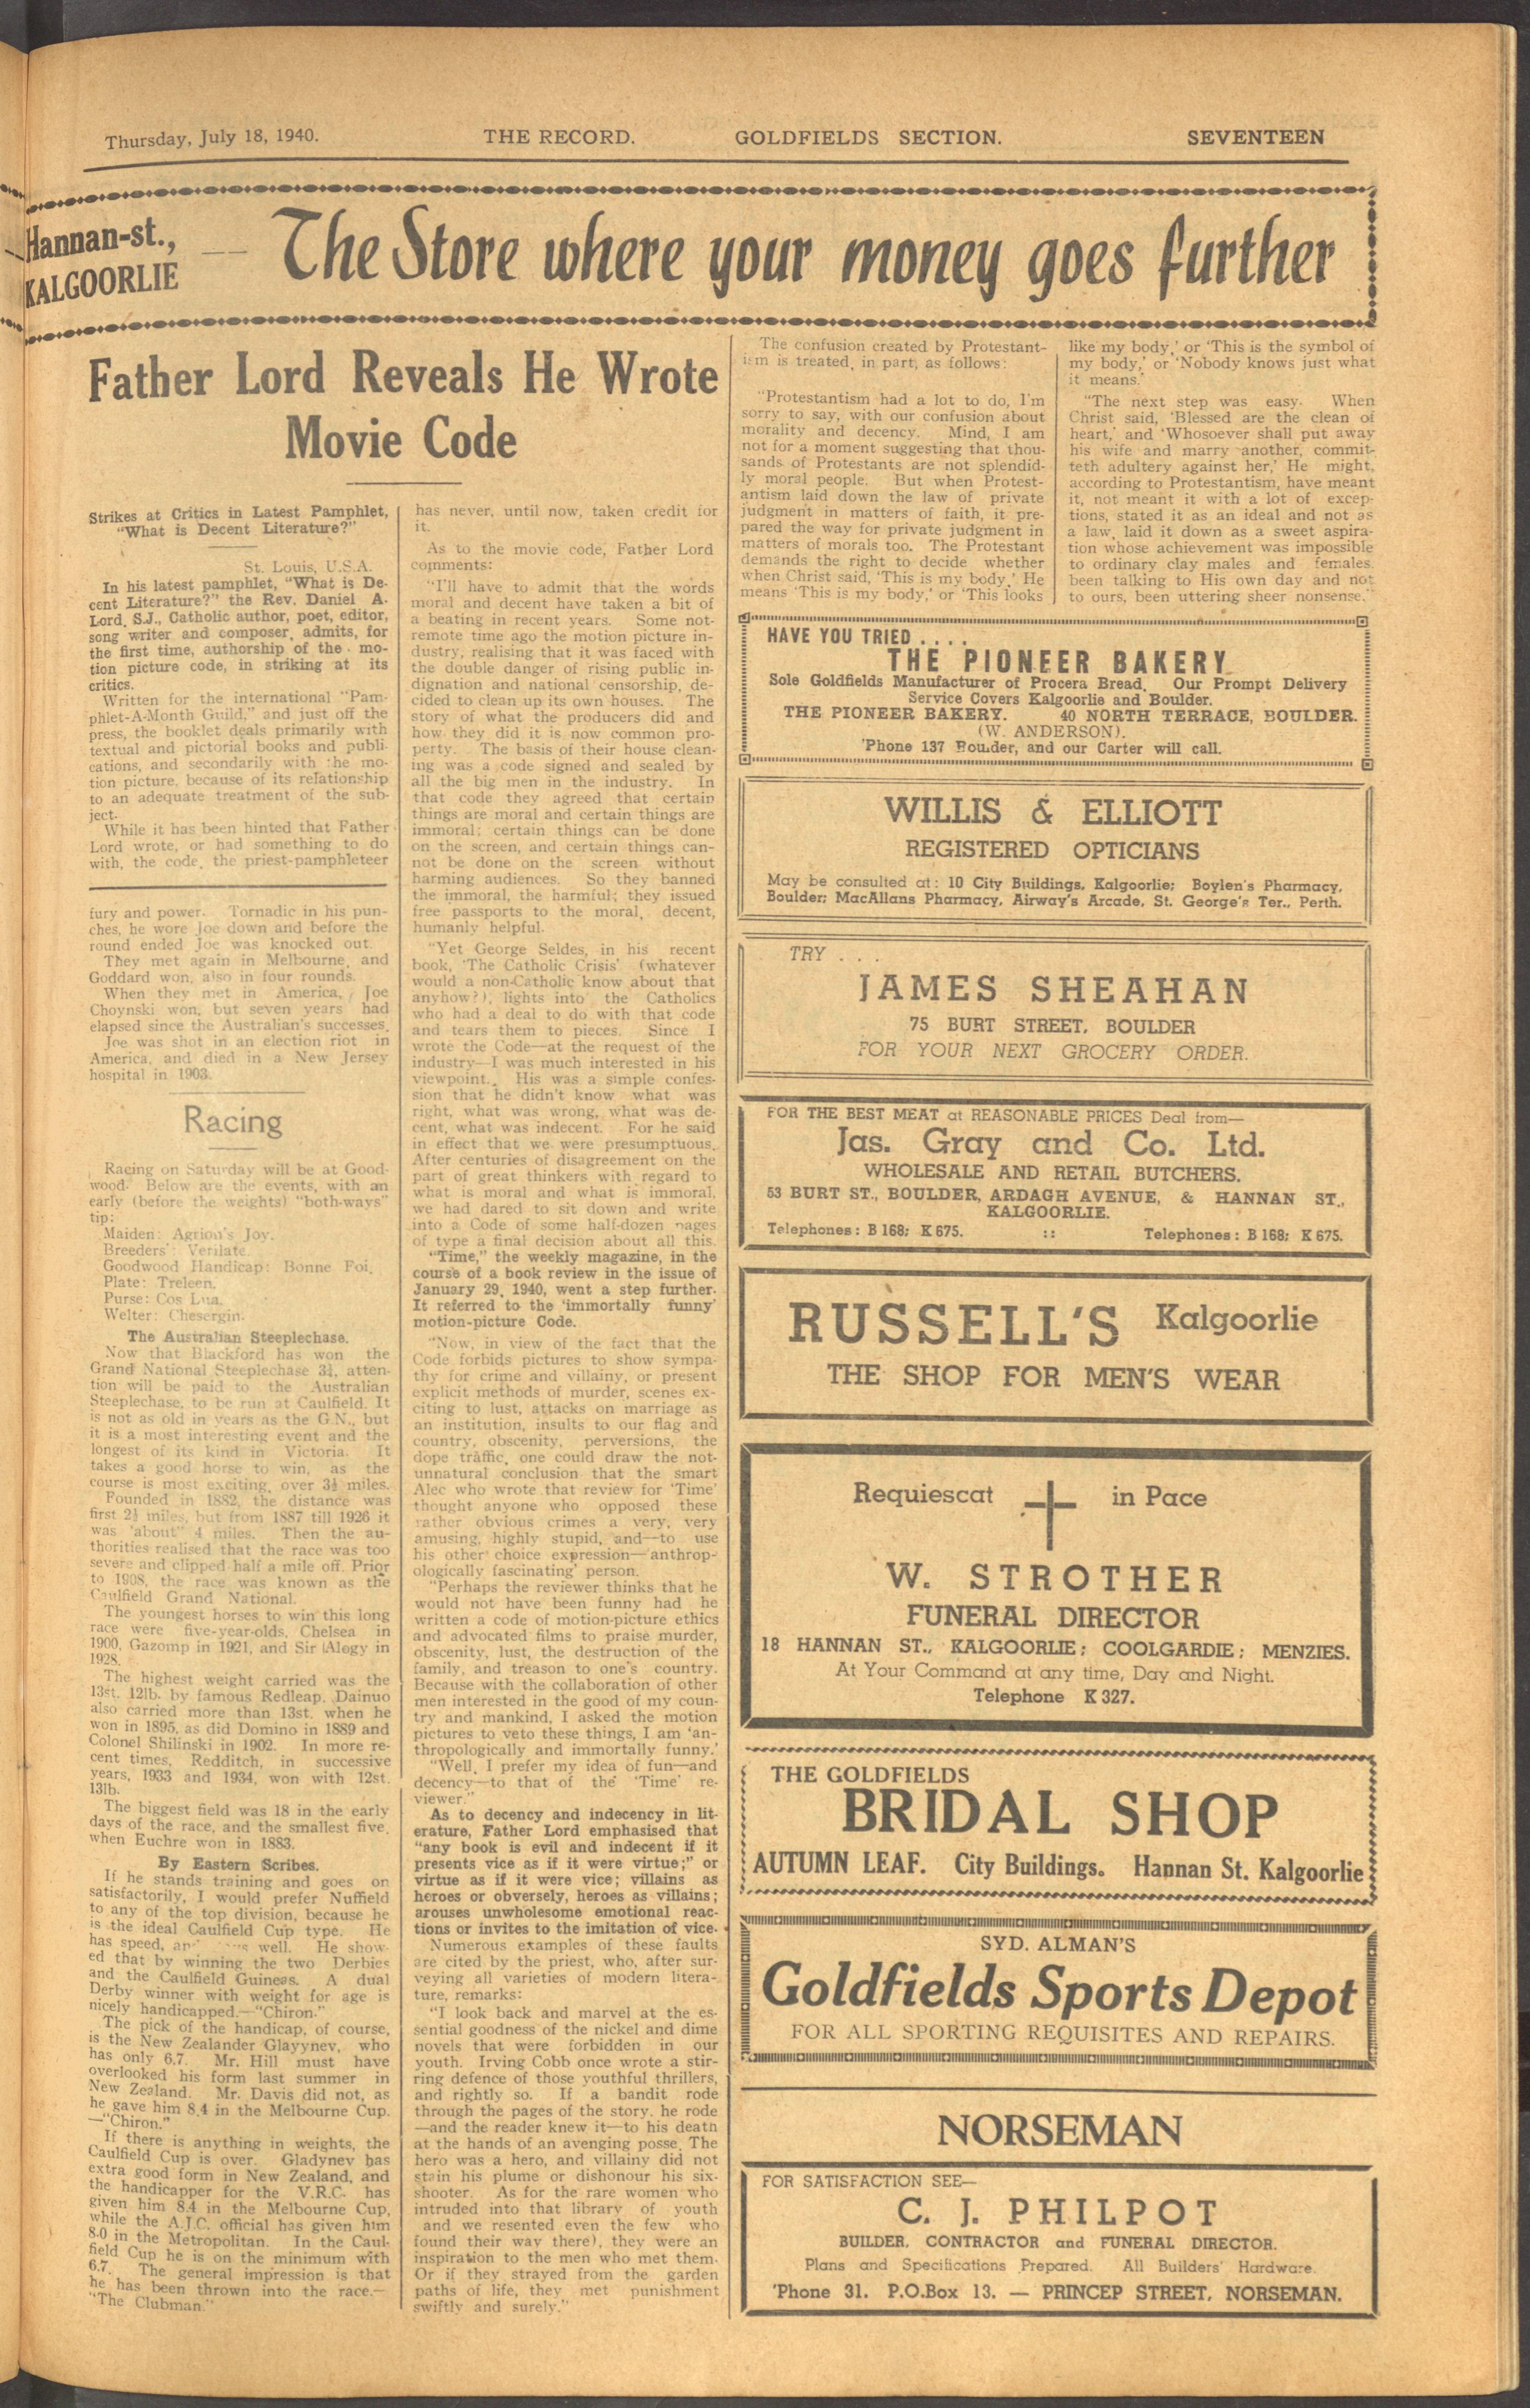 Thursday, July 18, 1940.
THE RECORD.
GOLDFIELDS SECTION.
SEVENTEEN
Hannan-st.,
KALGOORLIE
The Store where your money goes further
Father Lord Reveals He Wrote
Movie Code
Strikes at Critics in Latest Pamphlet,
"What is Decent Literature?"
St. Louis, U.S.A.
In his latest pamphlet, "What is De-
cent Literature?" the Rev. Daniel A.
Lord, S.J., Catholic author, poet, editor,
song writer and composer, admits, for
the first time, authorship of the mo-
tion picture code, in striking at its
critics.
Written for the international "Pam-
phlet-A-Month Guild," and just off the
press, the booklet deals primarily with
textual and pictorial books and publi-
cations, and secondarily with the mo-
tion picture, because of its relationship
to an adequate treatment of the sub-
ject.
While it has been hinted that Father
Lord wrote, or had something to do
with, the code, the priest-pamphleteer
fury and power. Tornadic in his pun-
ches, he wore Joe down and before the
round ended Joe was knocked out.
They met again in Melbourne, and
Goddard won, also in four rounds.
When they met in America, Joe
Choynski won, but seven years had
elapsed since the Australian's successes.
Joe was shot in an election riot in
America, and died in a New Jersey
hospital in 1903.
Racing
Racing on Saturday will be at Good-
wood. Below are the events, with an
early (before the weights) "both-ways"
tip:
Maiden: Agrion's Joy.
Breeders': Verilate.
Goodwood Handicap: Bonne Foi.
Plate: Treleen.
Purse: Cos Lua.
Welter: Chesergin.
The Australian Steeplechase.
Now that Blackford has won the
Grand National Steeplechase 3¼, atten-
tion will be paid to the Australian
Steeplechase, to be run at Caulfield. It
is not as old in years as the G.N., but
it is a most interesting event and the
longest of its kind in Victoria. It
takes a good horse to win, as the
course is most exciting, over 3½ miles.
Founded in 1882, the distance was
first 2½ miles, but from 1887 till 1926 it
was "about" 4 miles. Then the au-
thorities realised that the race was too
severe and clipped half a mile off. Prior
to 1908, the race was known as the
Caulfield Grand National.
The youngest horses to win this long
race were five-year-olds, Chelsea in
1900, Gazomp in 1921, and Sir Alogy in
1928.
The highest weight carried was the
13st. 12lb. by famous Redleap. Dainuo
also carried more than 13st. when he
won in 1895, as did Domino in 1889 and
Colonel Shilinski in 1902. In more re-
cent times, Redditch, in successive
years, 1933 and 1934, won with 12st.
13lb.
The biggest field was 18 in the early
days of the race, and the smallest five,
when Euchre won in 1883.
By Eastern Scribes.
If he stands training and goes on
satisfactorily, I would prefer Nuffield
to any of the top division, because he
is the ideal Caulfield Cup type. He
has speed, and well. He show-
ed that by winning the two Derbies
and the Caulfield Guineas. A dual
Derby winner with weight for age is
nicely handicapped.—"Chiron."
The pick of the handicap, of course,
is the New Zealander Glayynev, who
has only 6.7. Mr. Hill must have
overlooked his form last summer in
New Zealand. Mr. Davis did not, as
he gave him 8.4 in the Melbourne Cup.
—"Chiron."
If there is anything in weights, the
Caulfield Cup is over. Gladynev has
extra good form in New Zealand, and
the handicapper for the V.R.C. has
given him 8.4 in the Melbourne Cup,
while the A.J.C. official has given him
8.0 in the Metropolitan. In the Caul-
field Cup he is on the minimum with
6.7. The general impression is that
he has been thrown into the race.—
"The Clubman."
has never, until now, taken credit for
it.
As to the movie code, Father Lord
comments:
"I'll have to admit that the words
moral and decent have taken a bit of
a beating in recent years. Some not-
remote time ago the motion picture in-
dustry, realising that it was faced with
the double danger of rising public in-
dignation and national censorship, de-
cided to clean up its own houses. The
story of what the producers did and
how they did it is now common pro-
perty. The basis of their house clean-
ing was a code signed and sealed by
all the big men in the industry. In
that code they agreed that certain
things are moral and certain things are
immoral; certain things can be done
on the screen, and certain things can-
not be done on the screen without
harming audiences. So they banned
the immoral, the harmful; they issued
free passports to the moral, decent,
humanly helpful.
"Yet George Seldes, in his recent
book, 'The Catholic Crisis' (whatever
would a non-Catholic know about that
anyhow?), lights into the Catholics
who had a deal to do with that code
and tears them to pieces. Since I
wrote the Code—at the request of the
industry—I was much interested in his
viewpoint. His was a simple confes-
sion that he didn't know what was
right, what was wrong, what was de-
cent, what was indecent. For he said
in effect that we were presumptuous.
After centuries of disagreement on the
part of great thinkers with regard to
what is moral and what is immoral,
we had dared to sit down and write
into a Code of some half-dozen pages
of type a final decision about all this.
"Time," the weekly magazine, in the
course of a book review in the issue of
January 29, 1940, went a step further.
It referred to the 'immortally funny'
motion-picture Code.
"Now, in view of the fact that the
Code forbids pictures to show sympa-
thy for crime and villainy, or present
explicit methods of murder, scenes ex-
citing to lust, attacks on marriage as
an institution, insults to our flag and
country, obscenity, perversions, the
dope traffic, one could draw the not-
unnatural conclusion that the smart
Alec who wrote that review for 'Time'
thought anyone who opposed these
rather obvious crimes a very, very
amusing, highly stupid, and—to use
his other choice expression—'anthrop-
ologically fascinating' person.
"Perhaps the reviewer thinks that he
would not have been funny had he
written a code of motion-picture ethics
and advocated films to praise murder,
obscenity, lust, the destruction of the
family, and treason to one's country.
Because with the collaboration of other
men interested in the good of my coun-
try and mankind, I asked the motion
pictures to veto these things, I am 'an-
thropologically and immortally funny.'
"Well, I prefer my idea of fun—and
decency—to that of the 'Time' re-
viewer."
As to decency and indecency in lit-
erature, Father Lord emphasised that
"any book is evil and indecent if it
presents vice as if it were virtue;" or
virtue as if it were vice; villains as
heroes or obversely, heroes as villains;
arouses unwholesome emotional reac-
tions or invites to the imitation of vice.
Numerous examples of these faults
are cited by the priest, who, after sur-
veying all varieties of modern litera-
ture, remarks:
"I look back and marvel at the es-
sential goodness of the nickel and dime
novels that were forbidden in our
youth. Irving Cobb once wrote a stir-
ring defence of those youthful thrillers,
and rightly so. If a bandit rode
through the pages of the story, he rode
—and the reader knew it—to his death
at the hands of an avenging posse. The
hero was a hero, and villainy did not
stain his plume or dishonour his six-
shooter. As for the rare women who
intruded into that library of youth
and we resented even the few who
found their way there), they were an
inspiration to the men who met them.
Or if they strayed from the garden
paths of life, they met punishment
swiftly and surely."
The confusion created by Protestant-
ism is treated, in part, as follows:
"Protestantism had a lot to do, I'm
sorry to say, with our confusion about
morality and decency. Mind, I am
not for a moment suggesting that thou-
sands of Protestants are not splendid-
ly moral people. But when Protest-
antism laid down the law of private
judgment in matters of faith, it pre-
pared the way for private judgment in
matters of morals too. The Protestant
demands the right to decide whether
when Christ said, 'This is my body,' He
means 'This is my body,' or 'This looks
like my body,' or 'This is the symbol of
my body,' or 'Nobody knows just what
it means.'
"The next step was easy. When
Christ said, 'Blessed are the clean of
heart,' and 'Whosoever shall put away
his wife and marry another, commit-
teth adultery against her,' He might,
according to Protestantism, have meant
it, not meant it with a lot of excep-
tions, stated it as an ideal and not as
a law, laid it down as a sweet aspira-
tion whose achievement was impossible
to ordinary clay males and females,
been talking to His own day and not
to ours, been uttering sheer nonsense."
HAVE YOU TRIED . . . .
THE PIONEER BAKERY
Sole Goldfields Manufacturer of Procera Bread. Our Prompt Delivery
Service Covers Kalgoorlie and Boulder.
THE PIONEER BAKERY. 40 NORTH TERRACE, BOULDER.
(W. ANDERSON).
'Phone 137 Boulder, and our Carter will call.
WILLIS & ELLIOTT
REGISTERED OPTICIANS
May be consulted at: 10 City Buildings, Kalgoorlie; Boylen's Pharmacy,
Boulder; MacAllans Pharmacy, Airway's Arcade, St. George's Ter., Perth.
TRY . . .
JAMES SHEAHAN
75 BURT STREET, BOULDER
FOR YOUR NEXT GROCERY ORDER.
FOR THE BEST MEAT at REASONABLE PRICES Deal from—
Jas. Gray and Co. Ltd.
WHOLESALE AND RETAIL BUTCHERS.
53 BURT ST., BOULDER, ARDAGH AVENUE, & HANNAN ST.,
KALGOORLIE.
Telephones: B 168; K 675. :: Telephones: B 168; K 675.
RUSSELL'S Kalgoorlie
THE SHOP FOR MEN'S WEAR
Requiescat in Pace
W. STROTHER
FUNERAL DIRECTOR
18 HANNAN ST., KALGOORLIE; COOLGARDIE; MENZIES.
At Your Command at any time, Day and Night.
Telephone K 327.
THE GOLDFIELDS
BRIDAL SHOP
AUTUMN LEAF. City Buildings. Hannan St. Kalgoorlie
SYD. ALMAN'S
Goldfields Sports Depot
FOR ALL SPORTING REQUISITES AND REPAIRS.
NORSEMAN
FOR SATISFACTION SEE—
C. J. PHILPOT
BUILDER, CONTRACTOR and FUNERAL DIRECTOR.
Plans and Specifications Prepared. All Builders' Hardware.
'Phone 31. P.O.Box 13. — PRINCEP STREET, NORSEMAN.